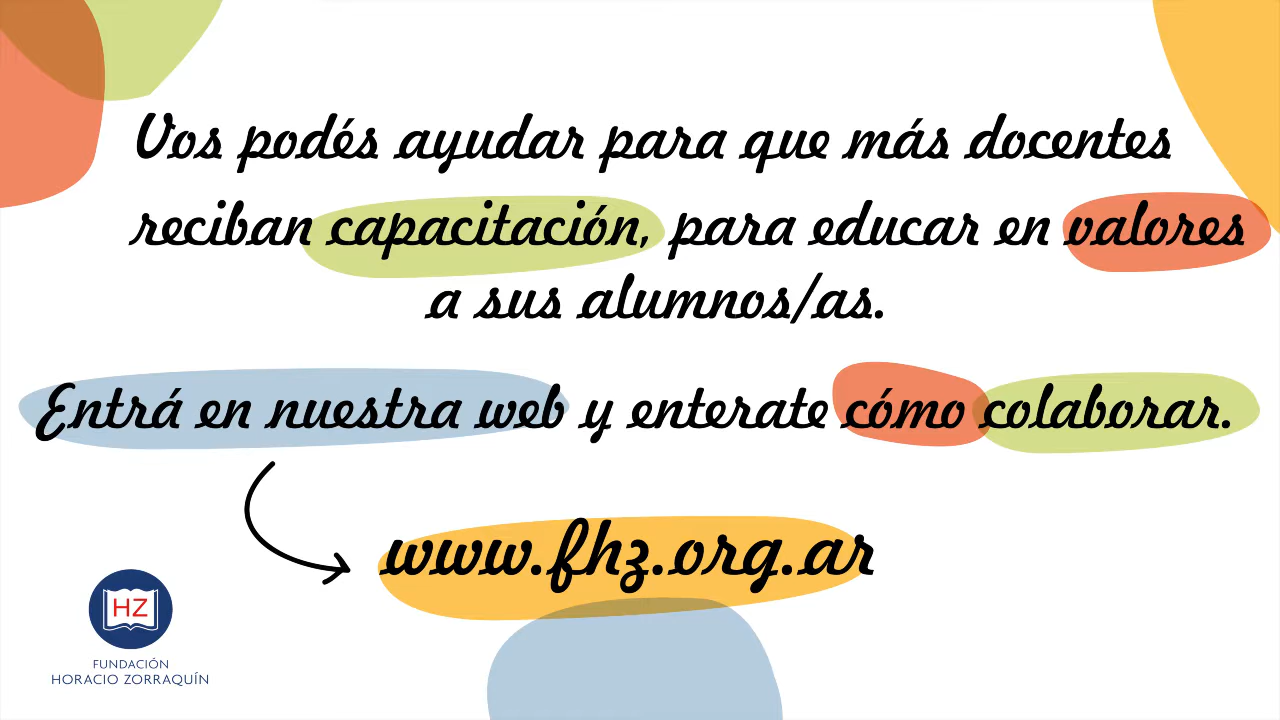 Vos podés ayudar para que más docentes
reciban capacitación, para educar en valores
a sus alumnos/as.
Entrá en nuestra web y enterate cómo colaborar.
www.fhz.org.ar
HZ
FUNDACIÓN
HORACIO ZORRAQUÍN